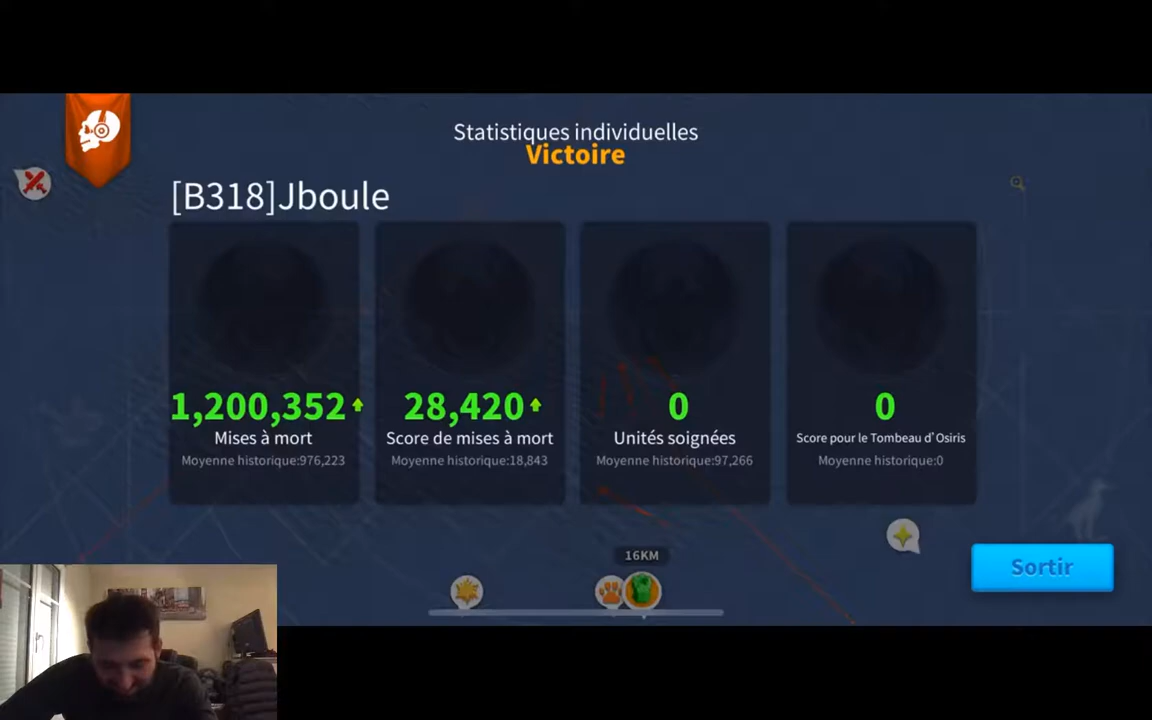 Statistiques individuelles
Victoire
[B318]Jboule
1,200,352
Mises à mort
Moyenne historique:976,223
28,420
Score de mises à mort
Moyenne historique:18,843
0
Unités soignées
Moyenne historique:97,266
0
Score pour le Tombeau d'Osiris
Moyenne historique:0
16KM
Sortir